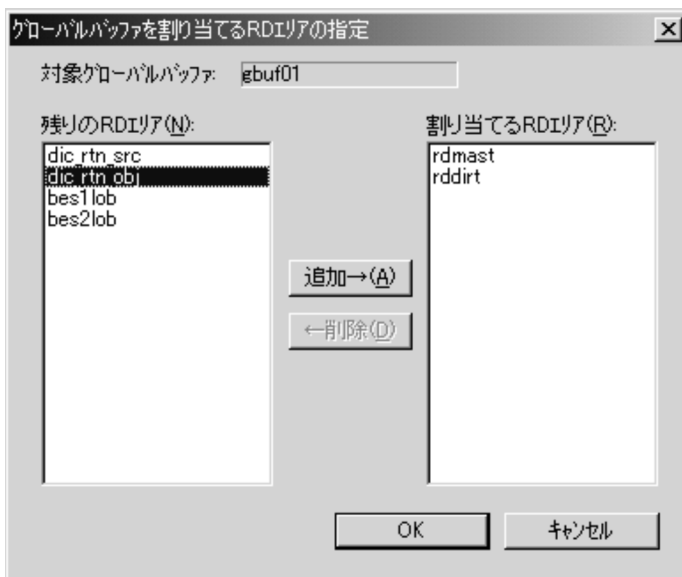 ｸﾞﾛｰﾊﾞﾙﾊﾞｯﾌｧを割り当てるRDｴﾘｱの指定
対象ｸﾞﾛｰﾊﾞﾙﾊﾞｯﾌｧ: gbuf01
残りのRDｴﾘｱ(N):
dic_rtn_src
dic_rtn_obj
bes1lob
bes2lob
追加→(A)
←削除(D)
割り当てるRDｴﾘｱ(R):
rdmast
rddirt
OK
ｷｬﾝｾﾙ